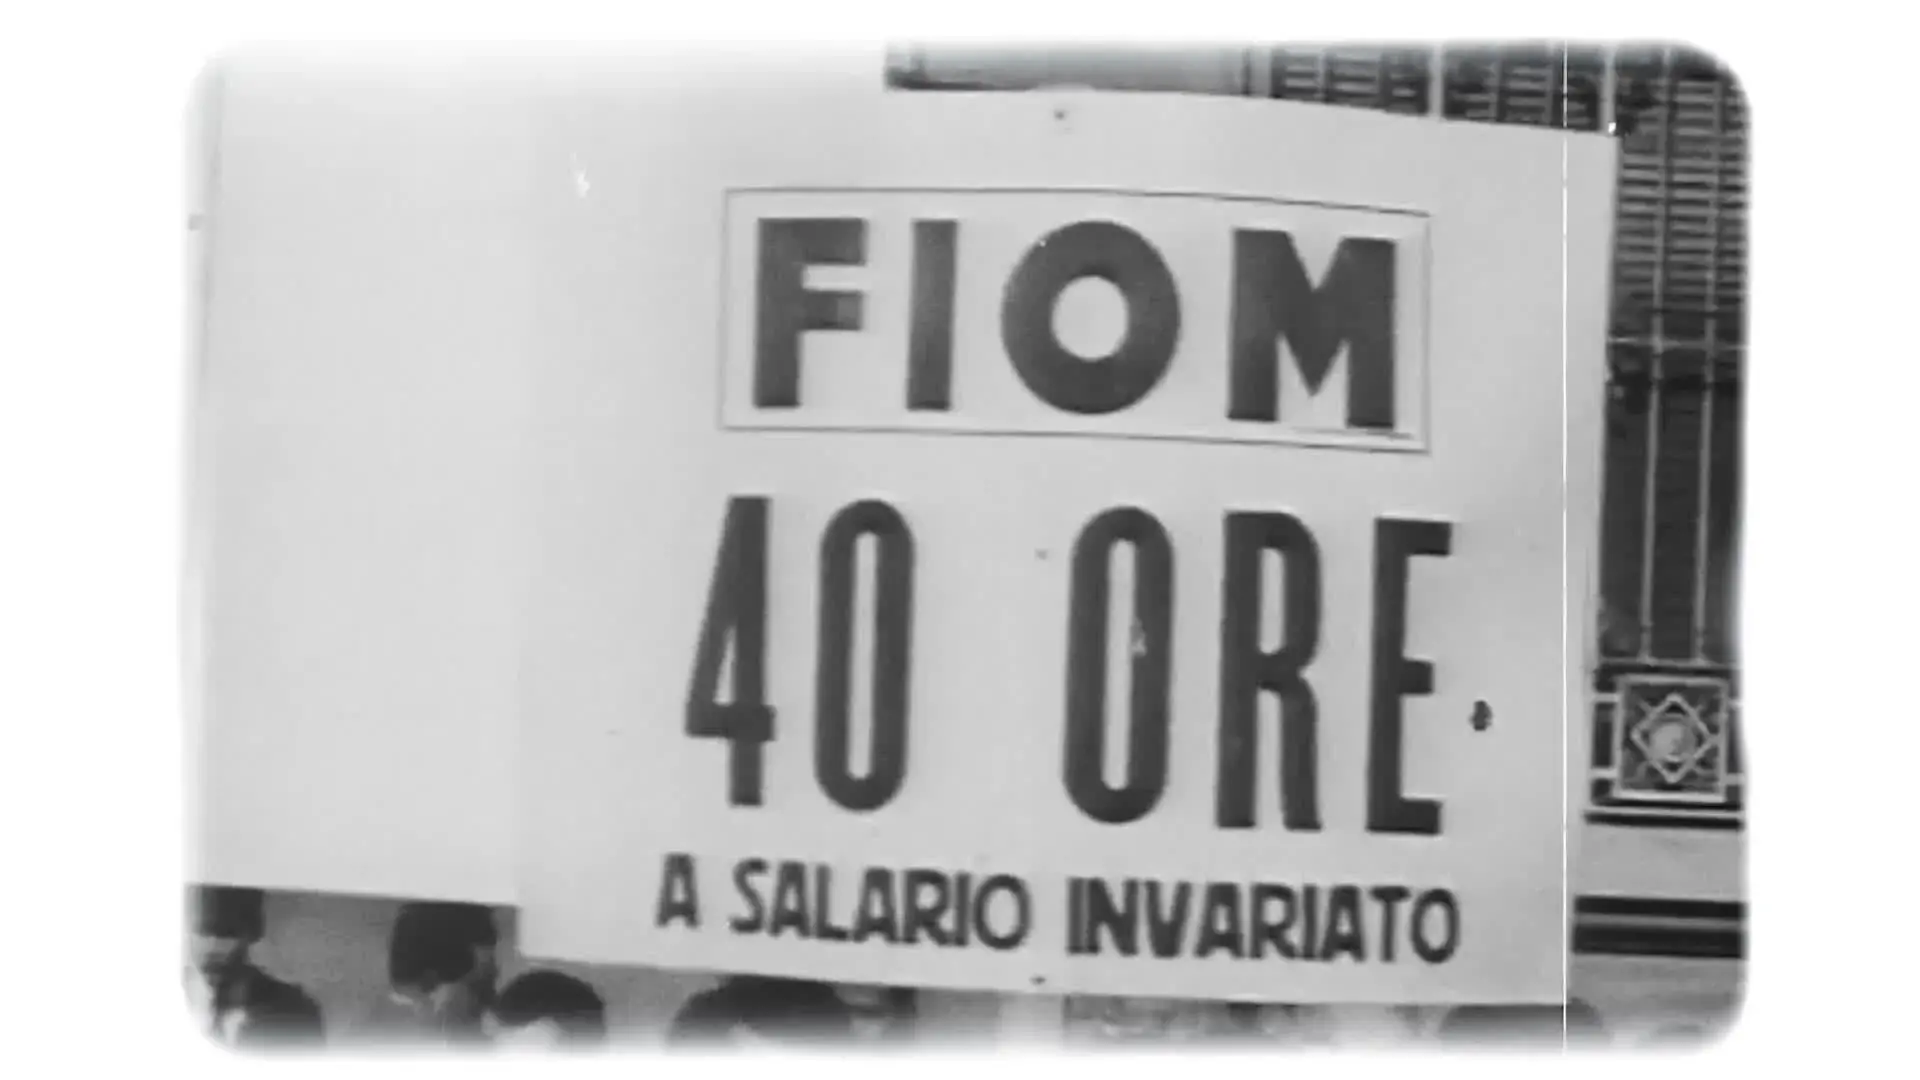 FIOM
40 ORE
A SALARIO INVARIATO